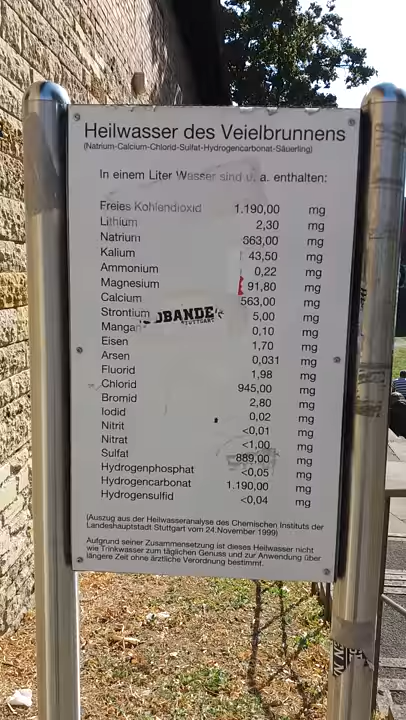 Heilwasser des Veielbrunnens
(Natrium-Calcium-Chlorid-Sulfat-Hydrogencarbonat-Säuerling)
In einem Liter Wasser sind u. a. enthalten:
Freies Kohlendioxid 1.190,00 mg
Lithium 2,30 mg
Natrium 663,00 mg
Kalium 43,50 mg
Ammonium 0,22 mg
Magnesium 91,80 mg
Calcium 563,00 mg
Strontium 5,00 mg
Mangan 0,10 mg
Eisen 1,70 mg
Arsen 0,031 mg
Fluorid 1,98 mg
Chlorid 945,00 mg
Bromid 2,80 mg
Iodid 0,02 mg
Nitrit <0,01 mg
Nitrat <1,00 mg
Sulfat 889,00 mg
Hydrogenphosphat <0,05 mg
Hydrogencarbonat 1.190,00 mg
Hydrogensulfid <0,04 mg
OBANDE'
STUTTGART
(Auszug aus der Heilwasseranalyse des Chemischen Instituts der
Landeshauptstadt Stuttgart vom 24.November 1999)
Aufgrund seiner Zusammensetzung ist dieses Heilwasser nicht
wie Trinkwasser zum täglichen Genuss und zur Anwendung über
längere Zeit ohne ärztliche Verordnung bestimmt.